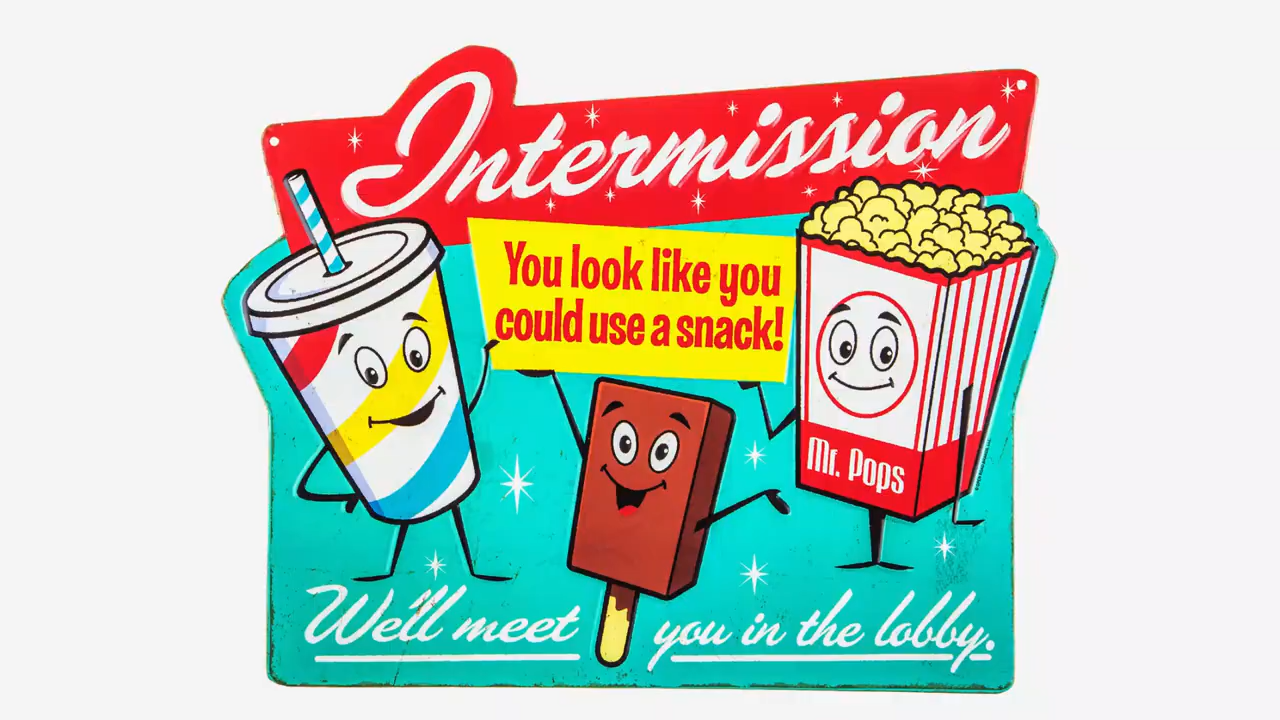 Intermission
You look like you
could use a snack!
Mr. Pops
We'll meet you in the lobby.